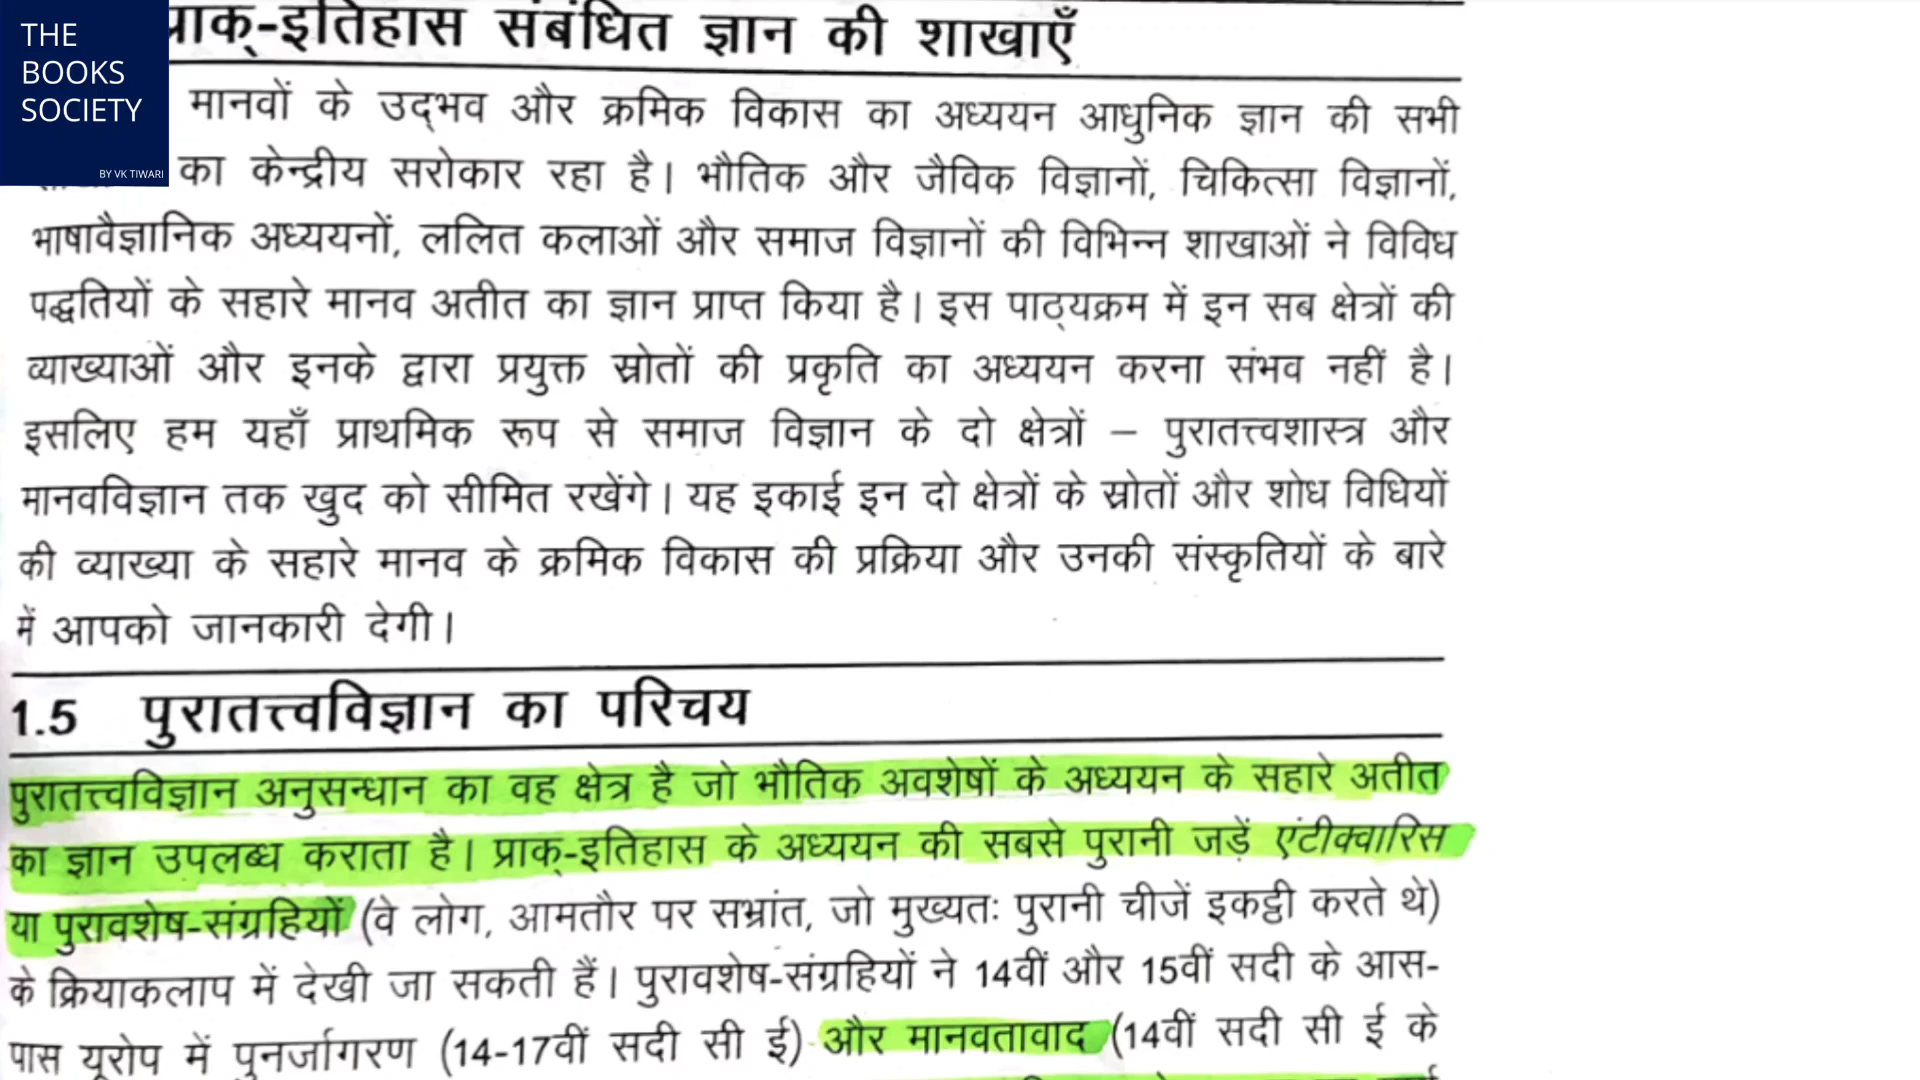 THE
BOOKS
SOCIETY
BY VK TIWARI
प्राक्-इतिहास संबंधित ज्ञान की शाखाएँ
मानवों के उद्भव और क्रमिक विकास का अध्ययन आधुनिक ज्ञान की सभी
का केन्द्रीय सरोकार रहा है। भौतिक और जैविक विज्ञानों, चिकित्सा विज्ञानों,
भाषावैज्ञानिक अध्ययनों, ललित कलाओं और समाज विज्ञानों की विभिन्न शाखाओं ने विविध
पद्धतियों के सहारे मानव अतीत का ज्ञान प्राप्त किया है। इस पाठ्यक्रम में इन सब क्षेत्रों की
व्याख्याओं और इनके द्वारा प्रयुक्त स्रोतों की प्रकृति का अध्ययन करना संभव नहीं है।
इसलिए हम यहाँ प्राथमिक रूप से समाज विज्ञान के दो क्षेत्रों – पुरातत्त्वशास्त्र और
मानवविज्ञान तक खुद को सीमित रखेंगे। यह इकाई इन दो क्षेत्रों के स्रोतों और शोध विधियों
की व्याख्या के सहारे मानव के क्रमिक विकास की प्रक्रिया और उनकी संस्कृतियों के बारे
में आपको जानकारी देगी।
1.5 पुरातत्त्वविज्ञान का परिचय
पुरातत्त्वविज्ञान अनुसन्धान का वह क्षेत्र है जो भौतिक अवशेषों के अध्ययन के सहारे अतीत
का ज्ञान उपलब्ध कराता है। प्राक्-इतिहास के अध्ययन की सबसे पुरानी जड़ें एंटीक्वारिस
या पुरावशेष-संग्रहियों (वे लोग, आमतौर पर सभ्रांत, जो मुख्यतः पुरानी चीजें इकट्ठी करते थे)
के क्रियाकलाप में देखी जा सकती हैं। पुरावशेष-संग्रहियों ने 14वीं और 15वीं सदी के आस-
पास यूरोप में पुनर्जागरण (14-17वीं सदी सी ई) और मानवतावाद (14वीं सदी सी ई के